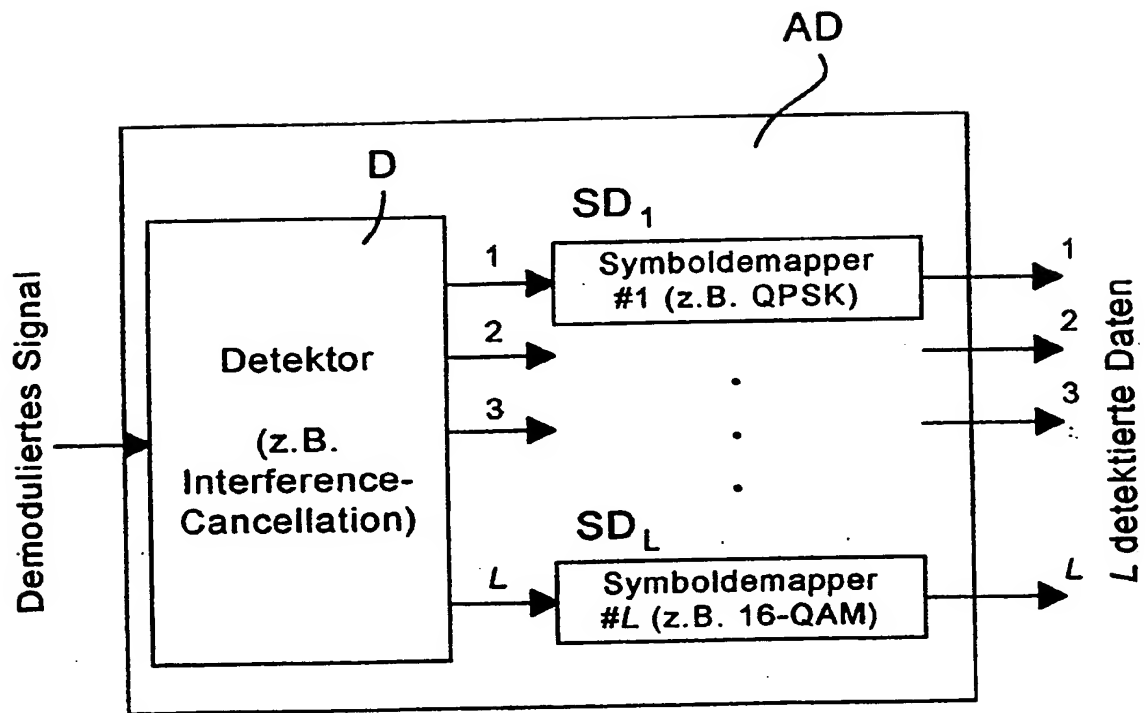 AD
D
SD1
1
Symboldemapper
#1 (z.B. QPSK)
1
2
2
3
3
Demoduliertes Signal
Detektor
(z.B.
Interference-
Cancellation)
L detektierte Daten
SDL
L
Symboldemapper
#L (z.B. 16-QAM)
L